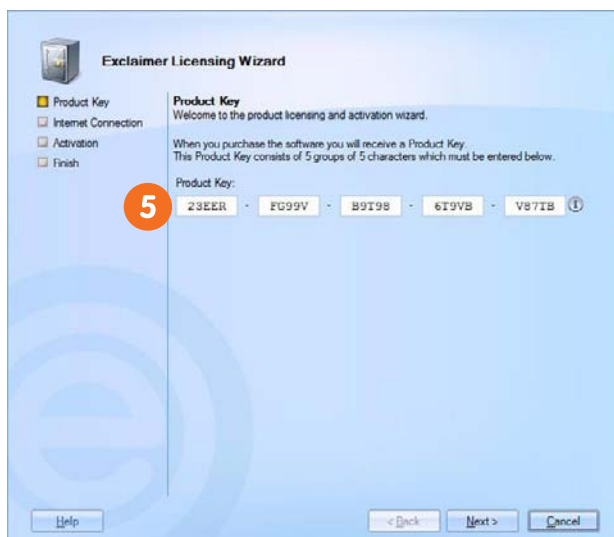 Exclaimer Licensing Wizard
Product Key
Internet Connection
Activation
Finish
Product Key
Welcome to the product licensing and activation wizard.
When you purchase the software you will receive a Product Key.
This Product Key consists of 5 groups of 5 characters which must be entered below.
Product Key:
5
23EER - FG99V - B9T98 - 6T9VB - V87TB
Help
< Back
Next >
Cancel